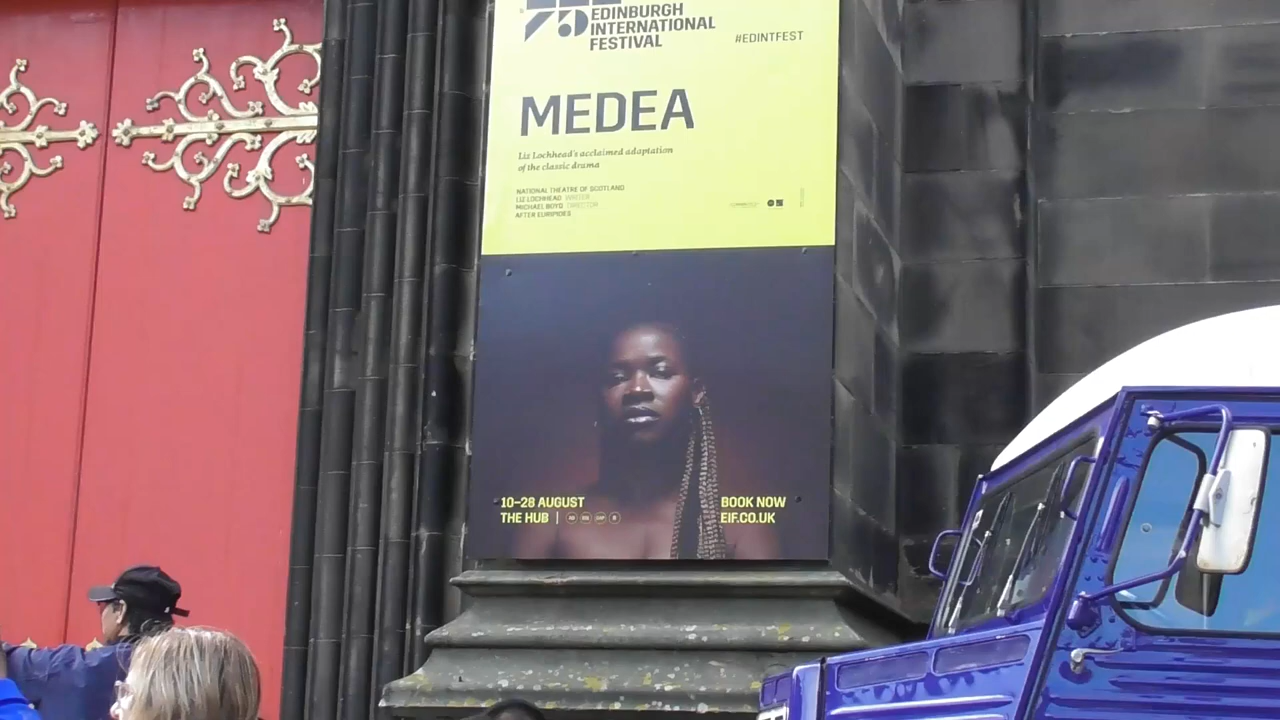 75 EDINBURGH
INTERNATIONAL
FESTIVAL
#EDINTFEST
MEDEA
Liz Lochhead's acclaimed adaptation
of the classic drama
NATIONAL THEATRE OF SCOTLAND
LIZ LOCHHEAD WRITER
MICHAEL BOYD DIRECTOR
AFTER EURIPIDES
10–28 AUGUST
THE HUB |
BOOK NOW
EIF.CO.UK